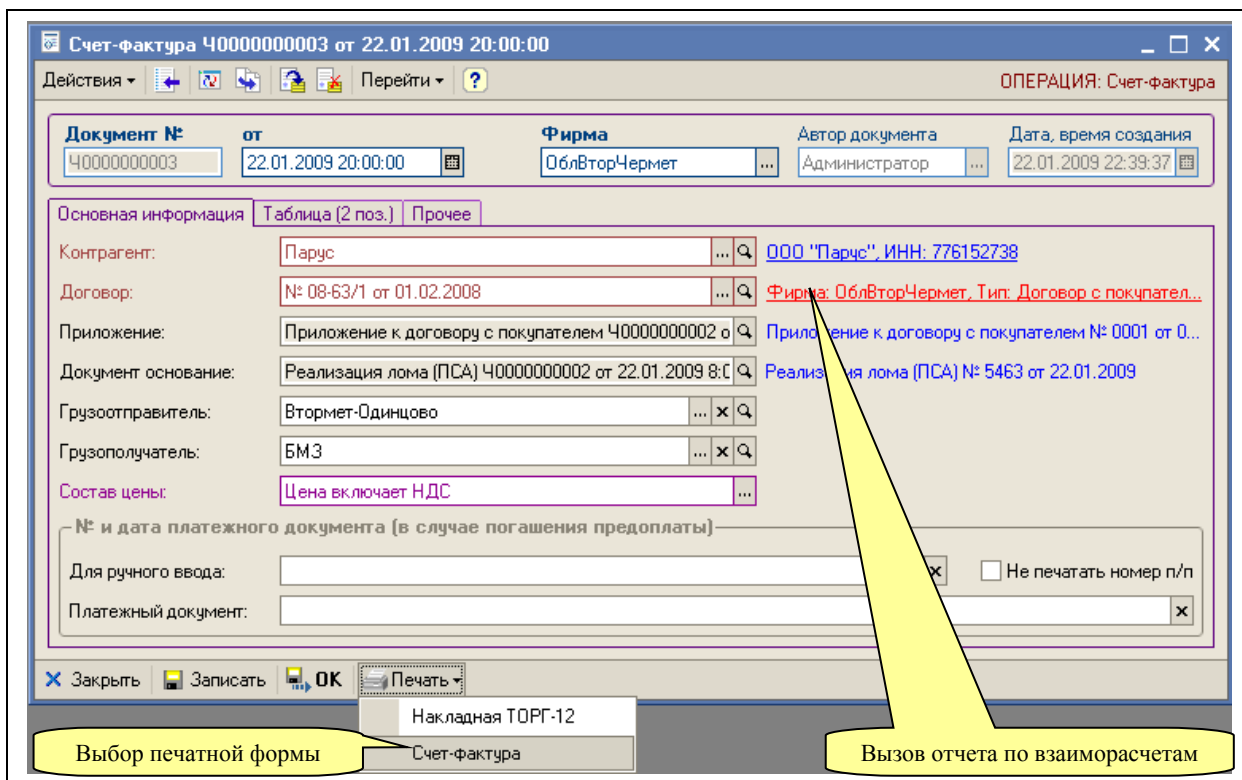 Счет-фактура Ч0000000003 от 22.01.2009 20:00:00
Действия Перейти ? ОПЕРАЦИЯ: Счет-фактура
Документ № от Фирма Автор документа Дата, время создания
Ч0000000003 22.01.2009 20:00:00 ОблВторЧермет ... Администратор ... 22.01.2009 22:39:37
Основная информация Таблица (2 поз.) Прочее
Контрагент: Парус ... ООО "Парус", ИНН: 776152738
Договор: № 08-63/1 от 01.02.2008 ... Фирма: ОблВторЧермет, Тип: Договор с покупател...
Приложение: Приложение к договору с покупателем Ч0000000002 о Приложение к договору с покупателем № 0001 от 0...
Документ основание: Реализация лома (ПСА) Ч0000000002 от 22.01.2009 8:0 Реализация лома (ПСА) № 5463 от 22.01.2009
Грузоотправитель: Втормет-Одинцово ... x
Грузополучатель: БМЗ ... x
Состав цены: Цена включает НДС ...
№ и дата платежного документа (в случае погашения предоплаты)
Для ручного ввода: x Не печатать номер п/п
Платежный документ: x
Закрыть Записать OK Печать
Накладная ТОРГ-12
Выбор печатной формы Счет-фактура Вызов отчета по взаиморасчетам